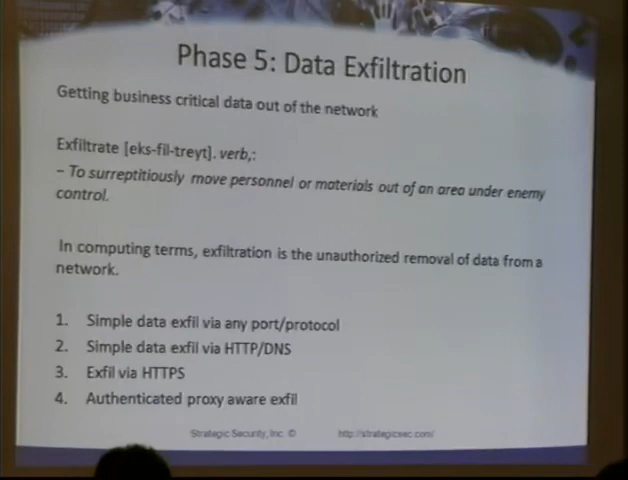 Phase 5: Data Exfiltration
Getting business critical data out of the network
Exfiltrate [eks-fil-treyt]. verb,:
– To surreptitiously move personnel or materials out of an area under enemy
control.
In computing terms, exfiltration is the unauthorized removal of data from a
network.
1. Simple data exfil via any port/protocol
2. Simple data exfil via HTTP/DNS
3. Exfil via HTTPS
4. Authenticated proxy aware exfil
Strategic Security, Inc. © http://strategicsec.com/